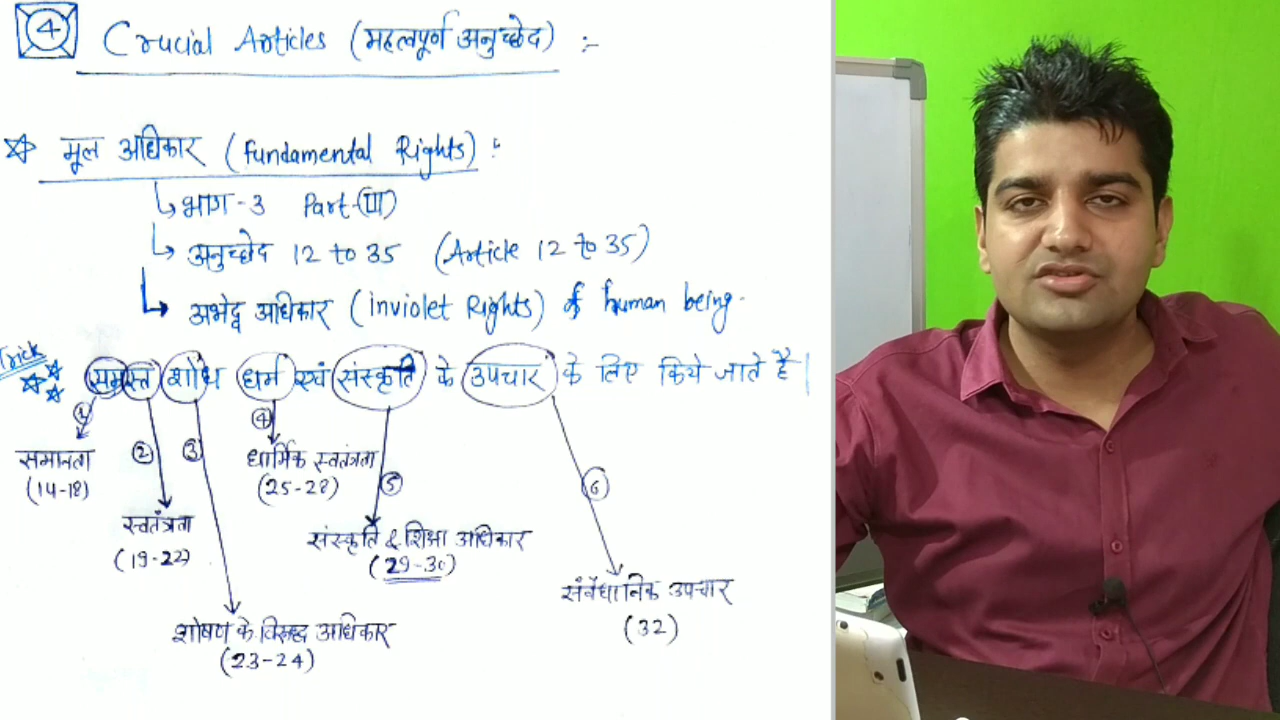 ④ Crucial Articles (महत्वपूर्ण अनुच्छेद) :-
☆ मूल अधिकार (fundamental Rights) :-
↳ भाग-3 Part-(III)
↳ अनुच्छेद 12 to 35 (Article 12 to 35)
↳ अभेद्व अधिकार (inviolet Rights) of human being.
Trick
समस्त शोध धर्म एवं संस्कृति के उपचार के लिए किये जाते है|
① ② ③ ④ ⑤ ⑥
समानता
(14-18)
धार्मिक स्वतंत्रता
(25-28)
स्वतंत्रता
(19-22)
संस्कृति & शिक्षा अधिकार
(29-30)
संवैधानिक उपचार
(32)
शोषण के विरुद्ध अधिकार
(23-24)